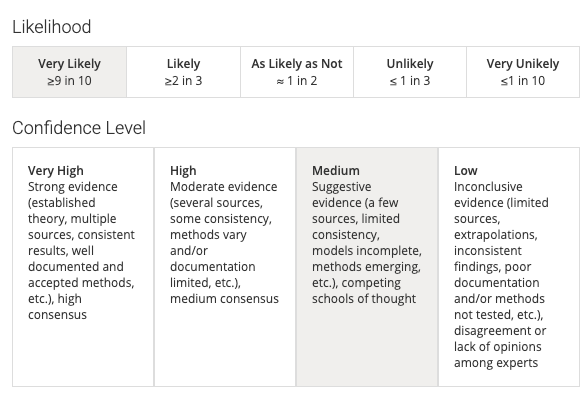 Likelihood
Very Likely
≥9 in 10
Likely
≥2 in 3
As Likely as Not
≈ 1 in 2
Unlikely
≤ 1 in 3
Very Unikely
≤1 in 10
Confidence Level
Very High
Strong evidence
(established
theory, multiple
sources, consistent
results, well
documented and
accepted methods,
etc.), high
consensus
High
Moderate evidence
(several sources,
some consistency,
methods vary
and/or
documentation
limited, etc.),
medium consensus
Medium
Suggestive
evidence (a few
sources, limited
consistency,
models incomplete,
methods emerging,
etc.), competing
schools of thought
Low
Inconclusive
evidence (limited
sources,
extrapolations,
inconsistent
findings, poor
documentation
and/or methods
not tested, etc.),
disagreement or
lack of opinions
among experts